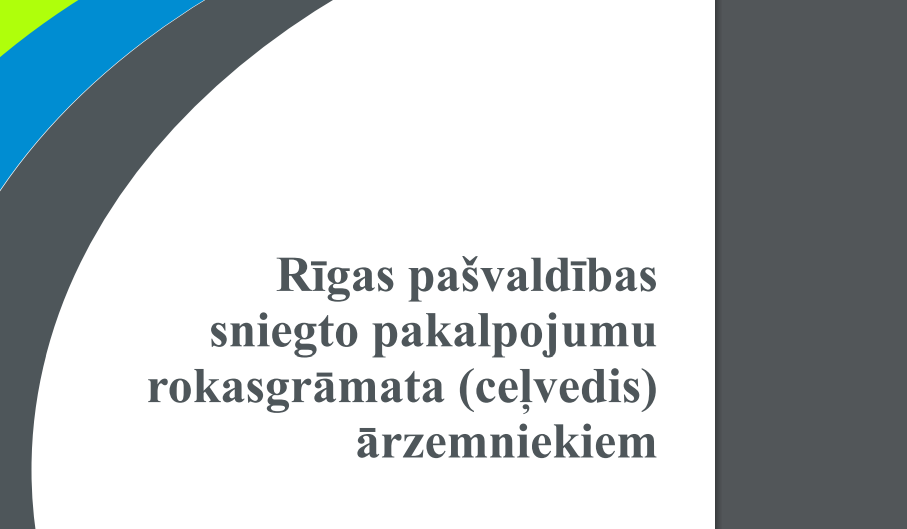 Rīgas pašvaldības
sniegto pakalpojumu
rokasgrāmata (ceļvedis)
ārzemniekiem